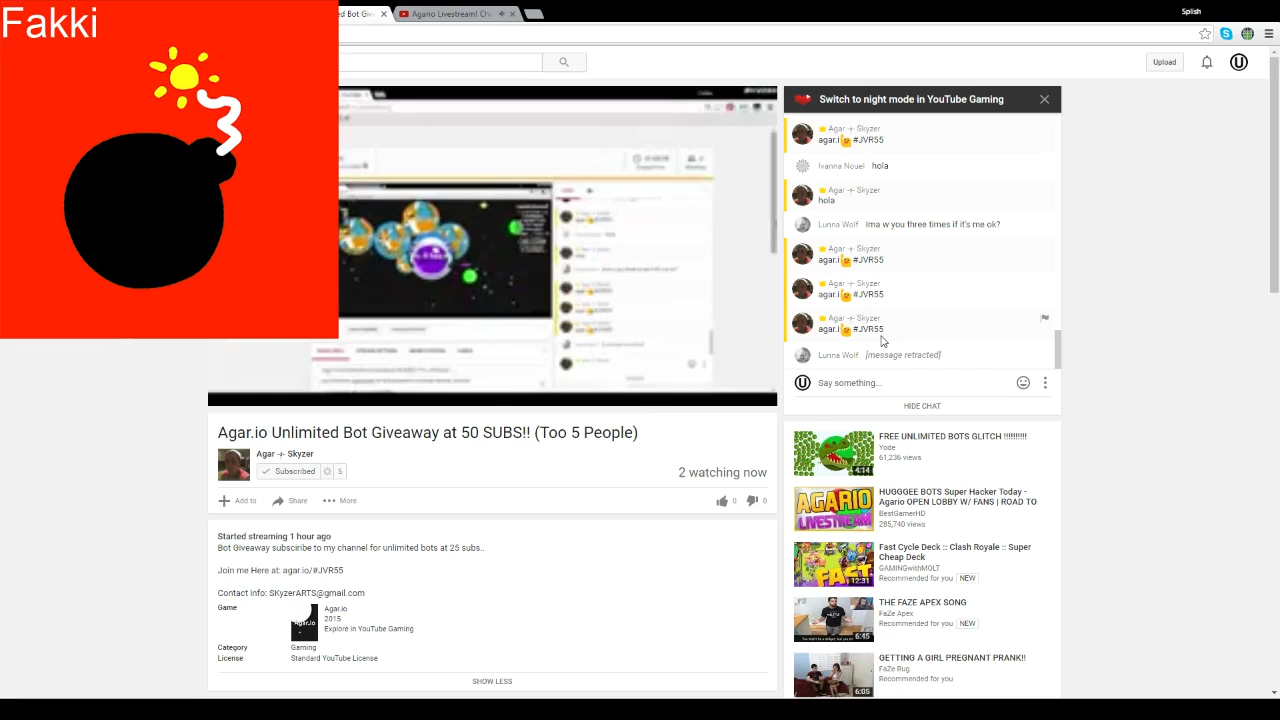 Fakki
ited Bot Give
Agario Livestream! Ch
Splish
Upload
Switch to night mode in YouTube Gaming
Agar -⟊- Skyzer
agar.i #JVR55
Ivanna Nouel hola
Agar -⟊- Skyzer
hola
Lunna Wolf Ima w you three times if it's me ok?
Agar -⟊- Skyzer
agar.i #JVR55
Agar -⟊- Skyzer
agar.i #JVR55
Agar -⟊- Skyzer
agar.i #JVR55
Lunna Wolf [message retracted]
Say something...
HIDE CHAT
Agar.io Unlimited Bot Giveaway at 50 SUBS!! (Too 5 People)
Agar -⟊- Skyzer
Subscribed 5
2 watching now
Add to Share More 0 0
Started streaming 1 hour ago
Bot Giveaway subsciribe to my channel for unlimited bots at 25 subs..
Join me Here at: agar.io/#JVR55
Contact info: SKyzerARTS@gmail.com
Game
Agar.io
Agar.io
2015
Explore in YouTube Gaming
Category Gaming
License Standard YouTube License
SHOW LESS
FREE UNLIMITED BOTS GLITCH !!!!!!!!!!
Yode
61,236 views
4:14
AGARIO
LIVESTREAM
HUGGGEE BOTS Super Hacker Today -
Agario OPEN LOBBY W/ FANS | ROAD TO
BestGamerHD
285,740 views
FAST
12:31
Fast Cycle Deck :: Clash Royale :: Super
Cheap Deck
GAMINGwithMOLT
Recommended for you NEW
6:45
THE FAZE APEX SONG
FaZe Apex
Recommended for you NEW
6:05
GETTING A GIRL PREGNANT PRANK!!
FaZe Rug
Recommended for you